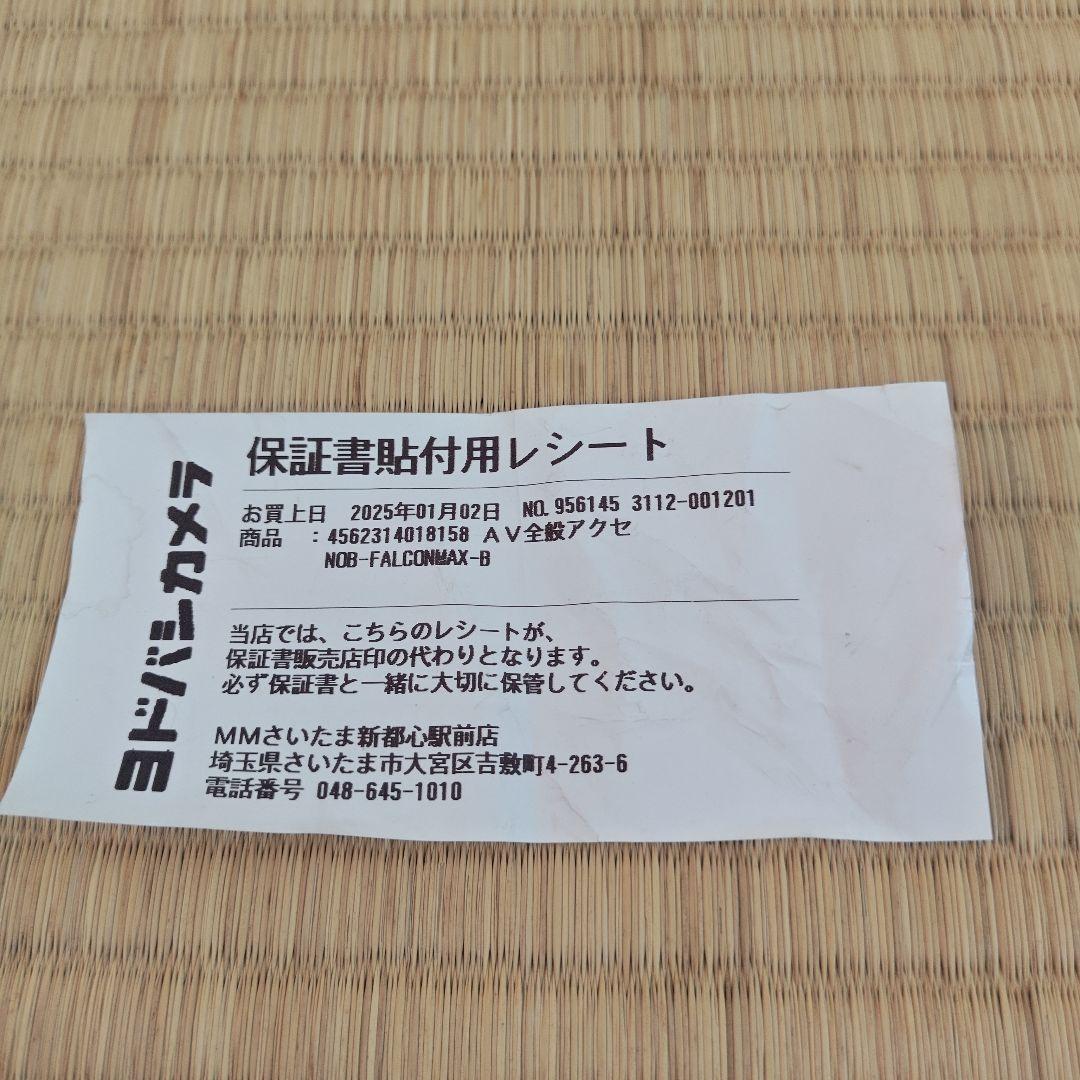 ヨドバシカメラ
保証書貼付用レシート
お買上日 2025年01月02日 NO. 956145 3112-001201
商品 :4562314018158 AV全般アクセ
NOB-FALCONMAX-B
当店では、こちらのレシートが、
保証書販売店印の代わりとなります。
必ず保証書と一緒に大切に保管してください。
MMさいたま新都心駅前店
埼玉県さいたま市大宮区吉敷町4-263-6
電話番号 048-645-1010